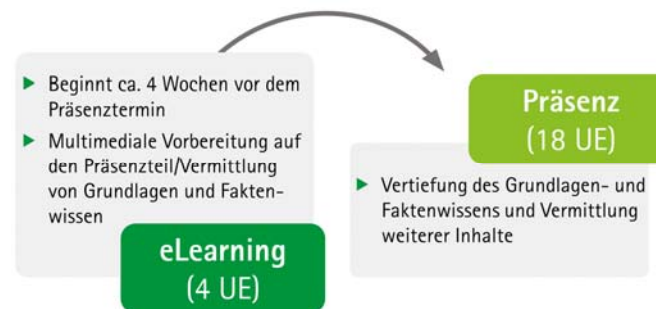 ▶ Beginnt ca. 4 Wochen vor dem
Präsenztermin
▶ Multimediale Vorbereitung auf
den Präsenzteil/Vermittlung
von Grundlagen und Fakten-
wissen
eLearning
(4 UE)
Präsenz
(18 UE)
▶ Vertiefung des Grundlagen- und
Faktenwissens und Vermittlung
weiterer Inhalte